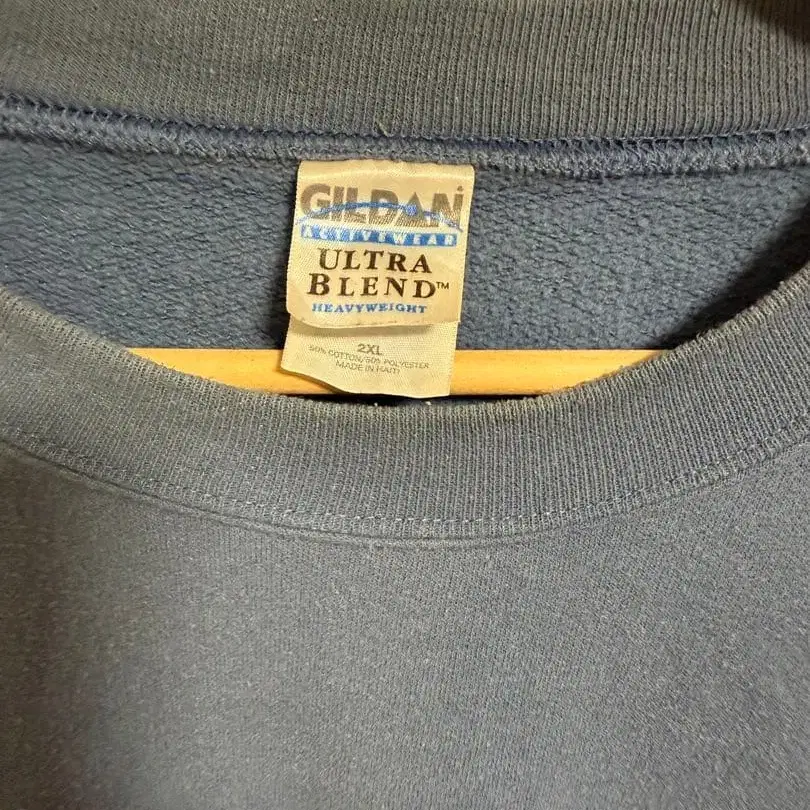 GILDAN
ACTIVEWEAR
ULTRA
BLEND™
HEAVYWEIGHT
2XL
50% COTTON/50% POLYESTER
MADE IN HAITI